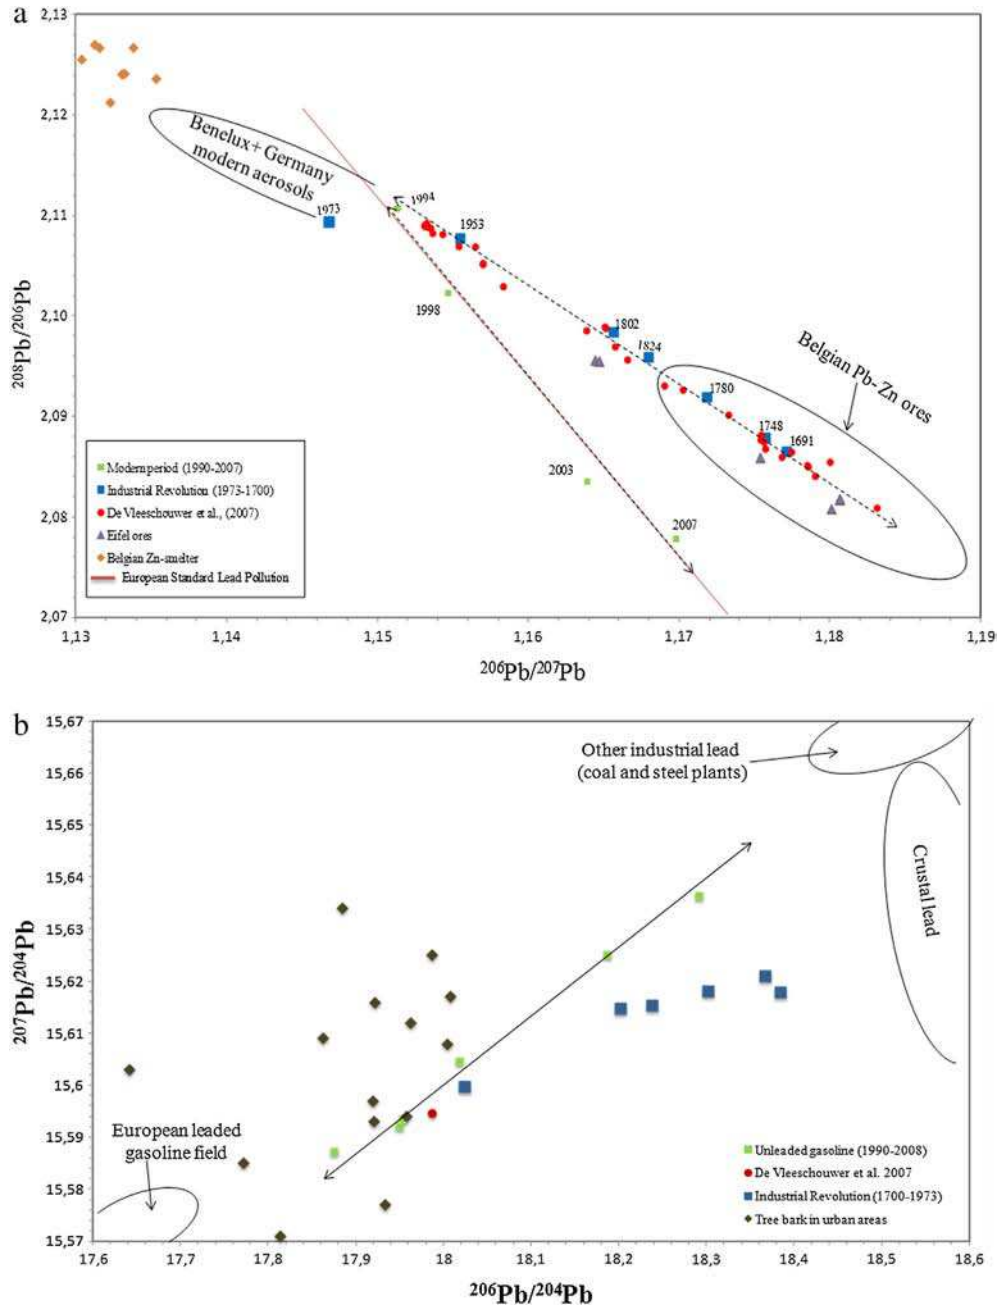 a
2,13
2,12
2,11
2,10
2,09
2,08
2,07
208Pb/206Pb
Benelux+ Germany
modern aerosols
1973
1994
1953
1998
1802
1824
1780
1748
1691
2003
2007
Belgian Pb-Zn ores
Modern period (1990-2007)
Industrial Revolution (1973-1700)
De Vleeschouwer et al., (2007)
Eifel ores
Belgian Zn-smelter
European Standard Lead Pollution
1,13 1,14 1,15 1,16 1,17 1,18 1,19
206Pb/207Pb
b
15,67
15,66
15,65
15,64
15,63
15,62
15,61
15,6
15,59
15,58
15,57
207Pb/204Pb
Other industrial lead
(coal and steel plants)
Crustal lead
European leaded
gasoline field
Unleaded gasoline (1990-2008)
De Vleeschouwer et al. 2007
Industrial Revolution (1700-1973)
Tree bark in urban areas
17,6 17,7 17,8 17,9 18 18,1 18,2 18,3 18,4 18,5 18,6
206Pb/204Pb